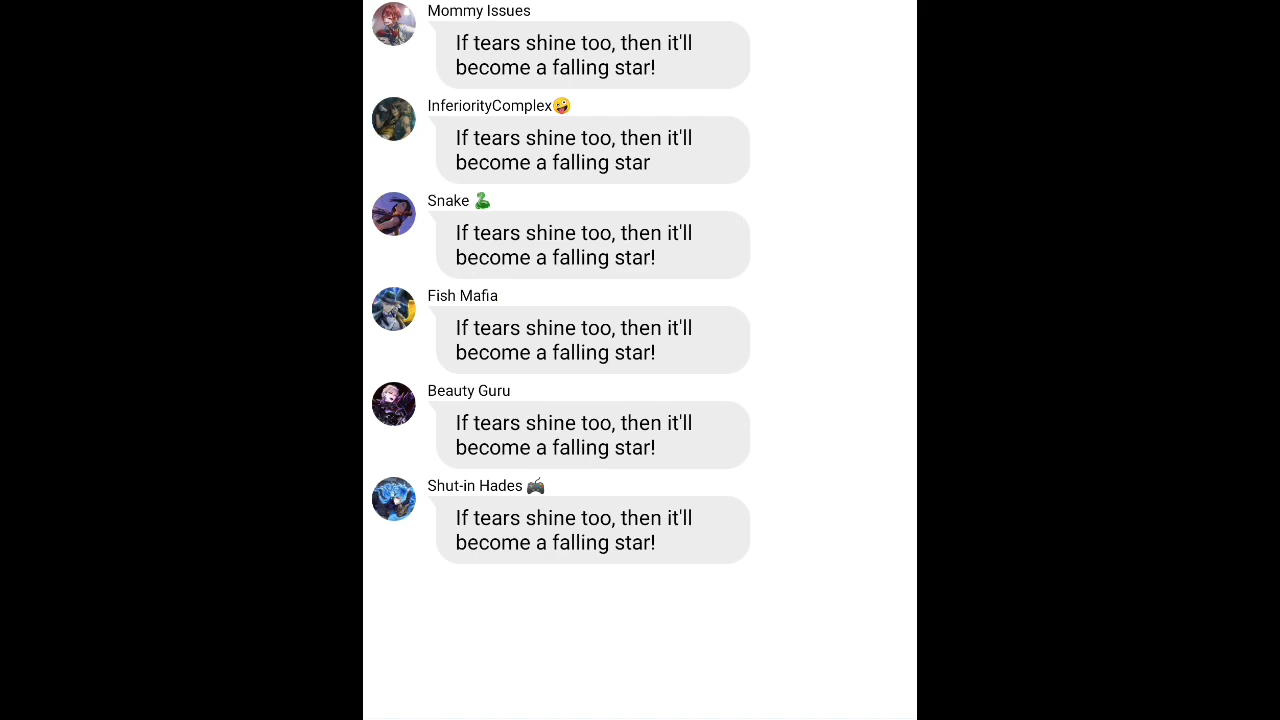 Mommy Issues
If tears shine too, then it'll
become a falling star!
InferiorityComplex🤪
If tears shine too, then it'll
become a falling star
Snake 🐍
If tears shine too, then it'll
become a falling star!
Fish Mafia
If tears shine too, then it'll
become a falling star!
Beauty Guru
If tears shine too, then it'll
become a falling star!
Shut-in Hades 🎮
If tears shine too, then it'll
become a falling star!